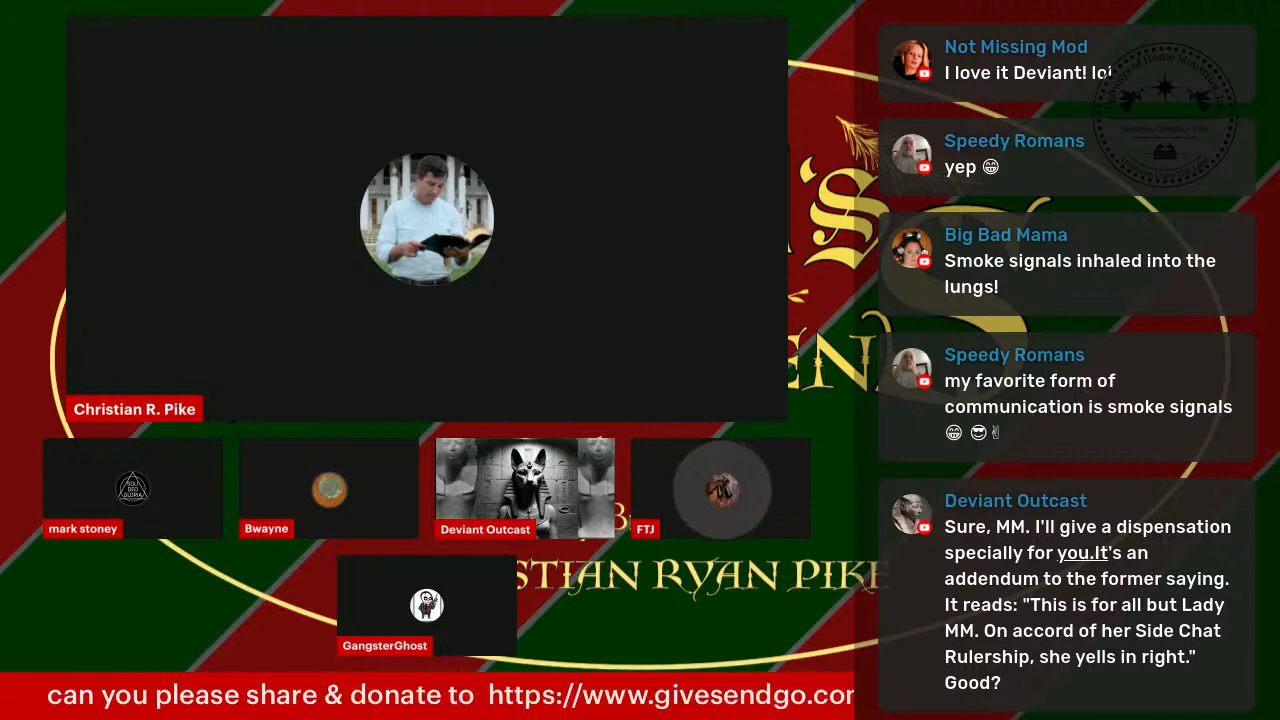 Christian R. Pike
mark stoney
SOLI
DEO
GLORIA
Bwayne
Deviant Outcast
FTJ
GangsterGhost
STIAN RYAN PIKE
can you please share & donate to https://www.givesendgo.com
Not Missing Mod
I love it Deviant! lol
Speedy Romans
yep 😁
Big Bad Mama
Smoke signals inhaled into the
lungs!
Speedy Romans
my favorite form of
communication is smoke signals
😁 😎✌
Deviant Outcast
Sure, MM. I'll give a dispensation
specially for you.It's an
addendum to the former saying.
It reads: "This is for all but Lady
MM. On accord of her Side Chat
Rulership, she yells in right."
Good?